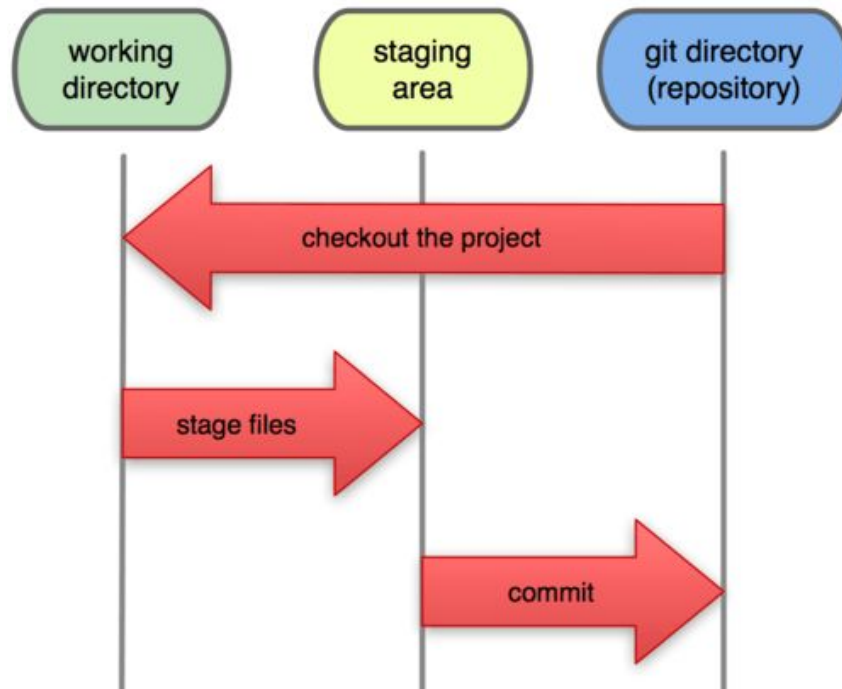 working
directory
staging
area
git directory
(repository)
checkout the project
stage files
commit